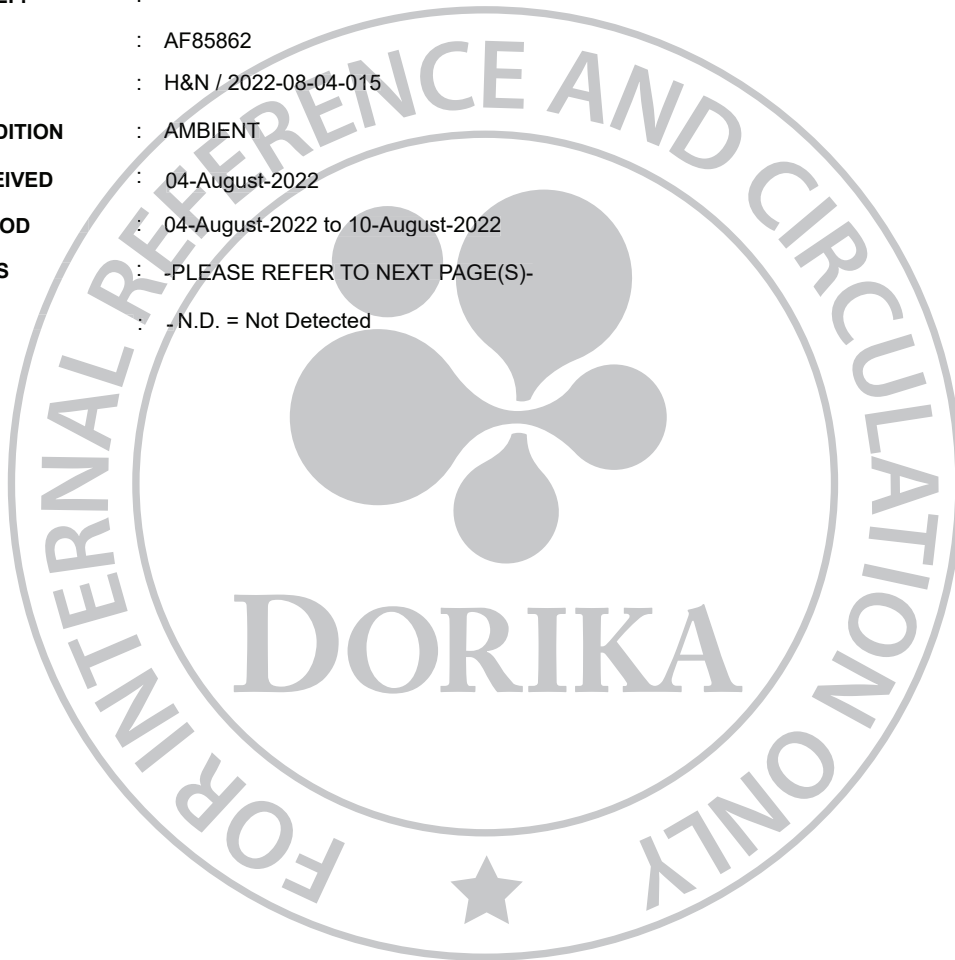 : AF85862
: H&N / 2022-08-04-015
DITION : AMBIENT
EIVED : 04-August-2022
OD : 04-August-2022 to 10-August-2022
S : -PLEASE REFER TO NEXT PAGE(S)-
: - N.D. = Not Detected
FOR INTERNAL REFERENCE AND CIRCULATION ONLY
DORIKA